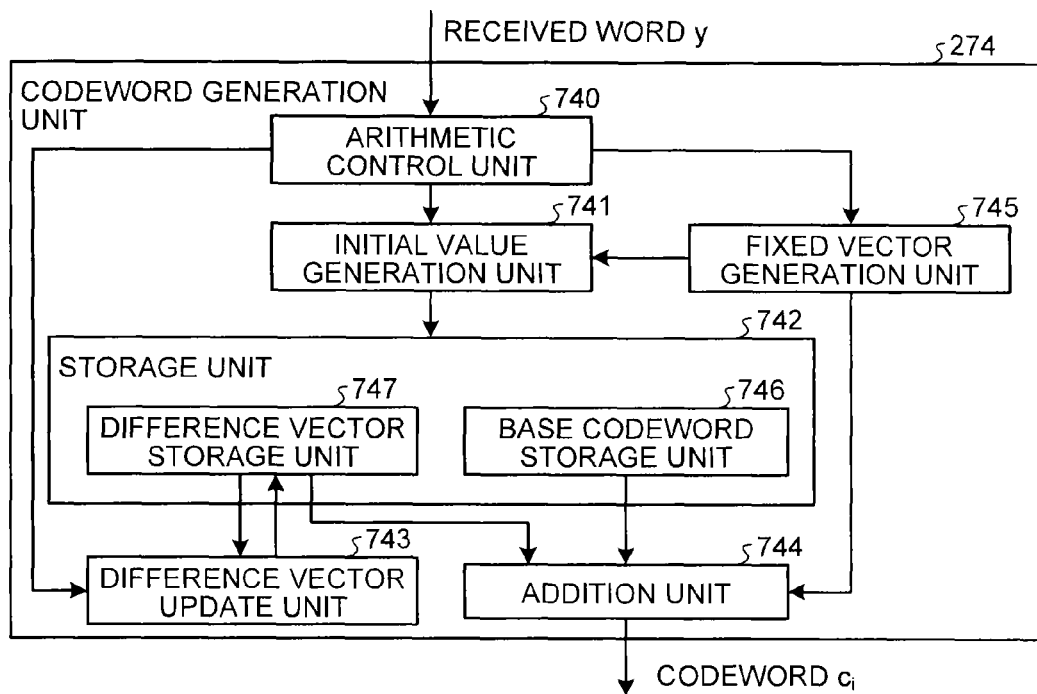 RECEIVED WORD y
274
CODEWORD GENERATION
UNIT
740
ARITHMETIC
CONTROL UNIT
741
INITIAL VALUE
GENERATION UNIT
745
FIXED VECTOR
GENERATION UNIT
742
STORAGE UNIT
747
DIFFERENCE VECTOR
STORAGE UNIT
746
BASE CODEWORD
STORAGE UNIT
743
DIFFERENCE VECTOR
UPDATE UNIT
744
ADDITION UNIT
CODEWORD ci